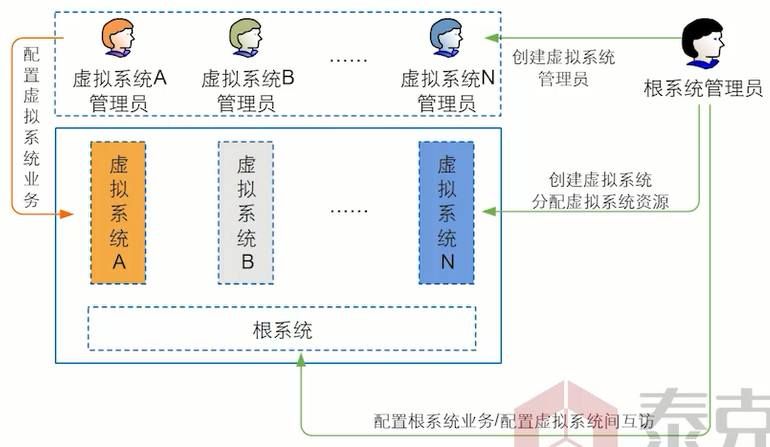 虚拟系统A
管理员
虚拟系统B
管理员
……
虚拟系统N
管理员
创建虚拟系统
管理员
根系统管理员
配置虚拟系统业务
虚拟系统A
虚拟系统B
……
虚拟系统N
创建虚拟系统
分配虚拟系统资源
根系统
配置根系统业务/配置虚拟系统间互访
泰克